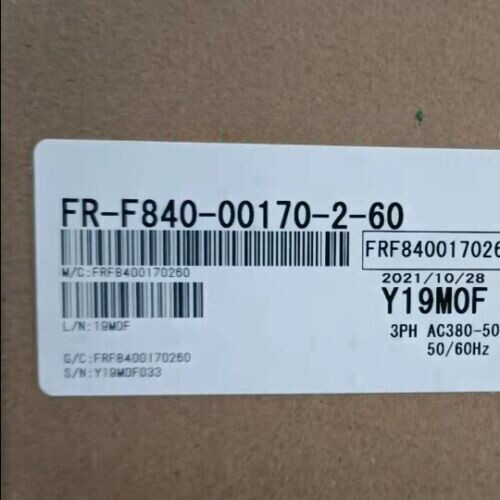 FR-F840-00170-2-60
M/C:FRF8400170260
FRF840017026
2021/10/28
L/N:19M0F
Y19M0F
3PH AC380-50
50/60Hz
G/C:FRF8400170260
S/N:Y19M0F033